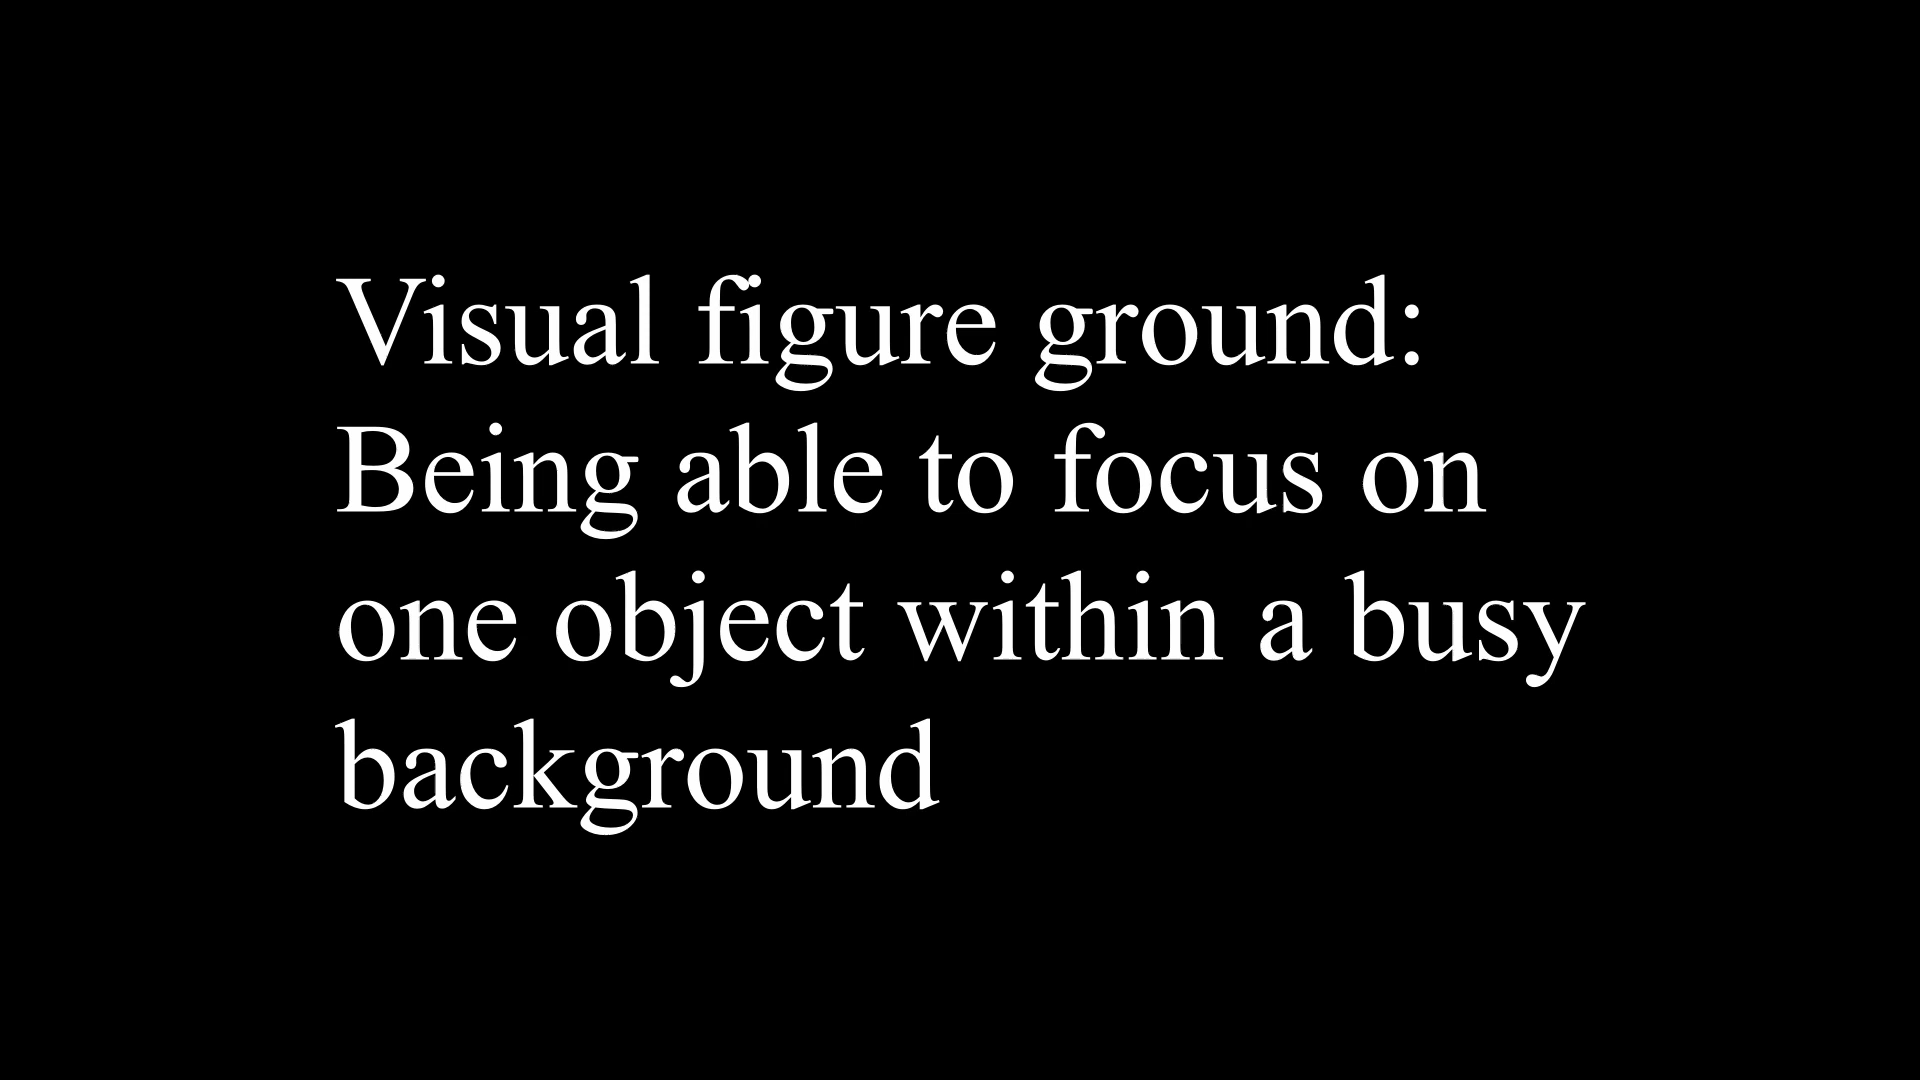 Visual figure ground:
Being able to focus on
one object within a busy
background